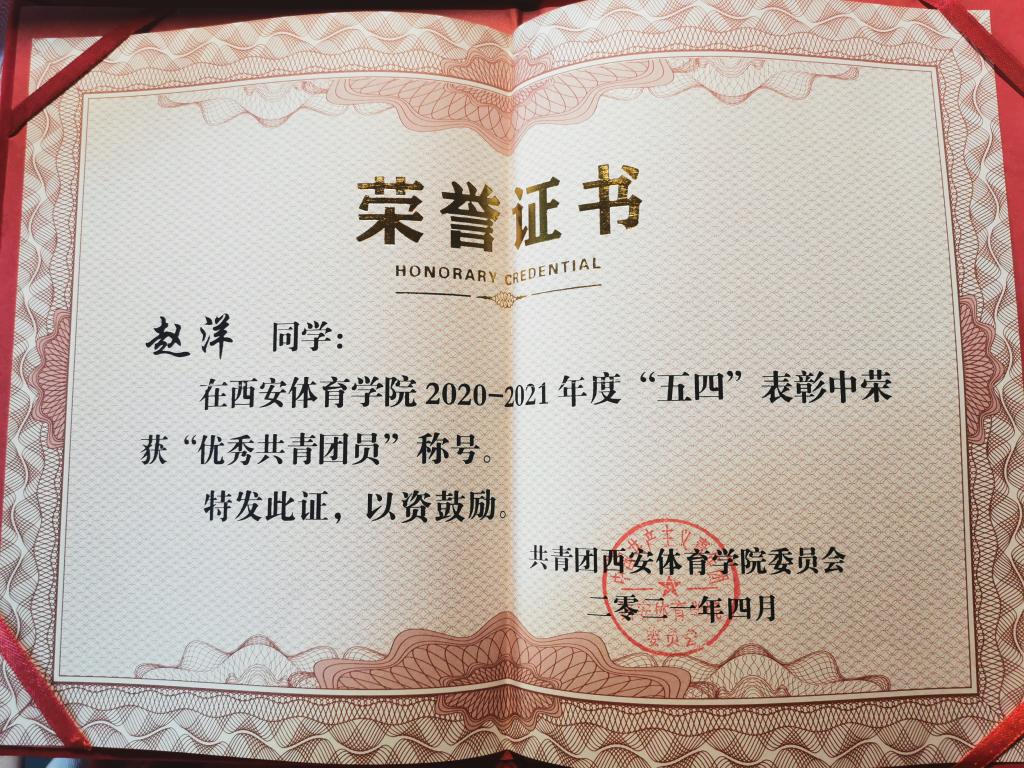 荣誉证书
HONORARY CREDENTIAL
赵洋 同学：
在西安体育学院2020-2021年度“五四”表彰中荣
获“优秀共青团员”称号。
特发此证，以资鼓励。
共青团西安体育学院委员会
二零二一年四月
委员会